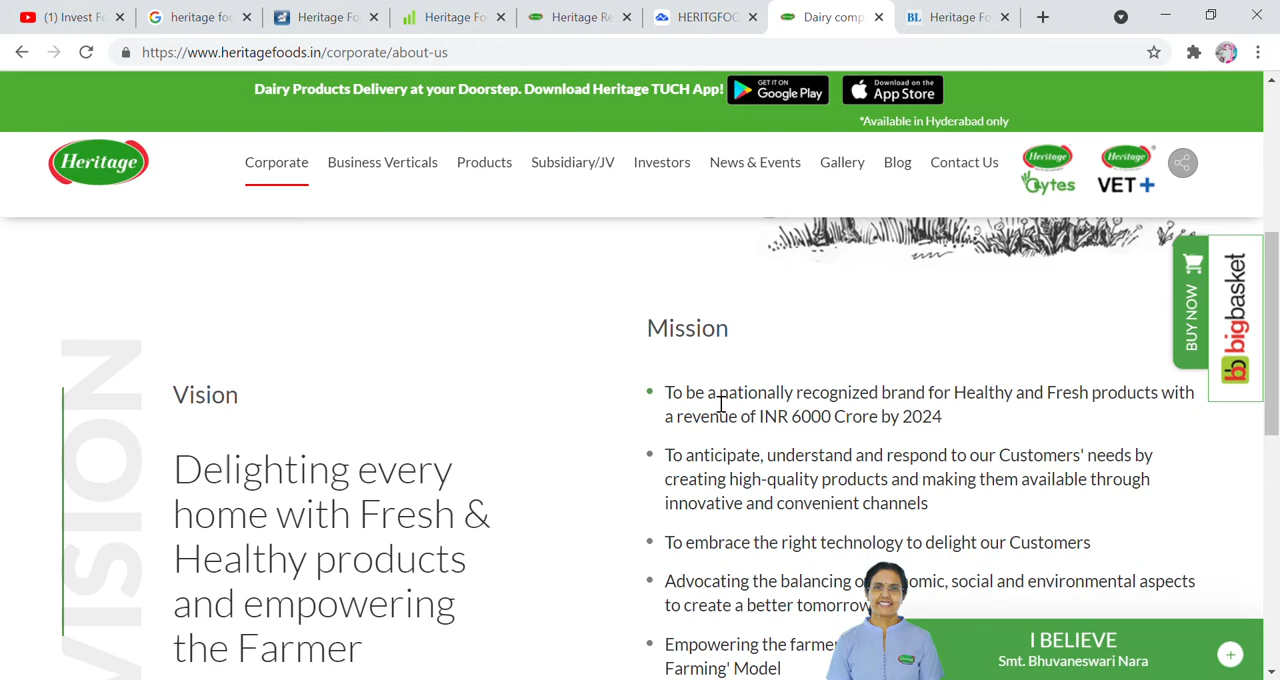 (1) Invest Fo
heritage foo
Heritage Fo
Heritage Fo
Heritage Re
HERITGFOO
Dairy comp
BL
Heritage Fo
https://www.heritagefoods.in/corporate/about-us
Dairy Products Delivery at your Doorstep. Download Heritage TUCH App!
GET IT ON
Google Play
Download on the
App Store
*Available in Hyderabad only
Heritage
Corporate
Business Verticals
Products
Subsidiary/JV
Investors
News & Events
Gallery
Blog
Contact Us
Heritage
Heritage
VET+
BUY NOW
bb bigbasket
VISION
Vision
Delighting every
home with Fresh &
Healthy products
and empowering
the Farmer
Mission
To be a nationally recognized brand for Healthy and Fresh products with
a revenue of INR 6000 Crore by 2024
To anticipate, understand and respond to our Customers' needs by
creating high-quality products and making them available through
innovative and convenient channels
To embrace the right technology to delight our Customers
Advocating the balancing of omic, social and environmental aspects
to create a better tomorrow
Empowering the farmer
Farming' Model
I BELIEVE
Smt. Bhuvaneswari Nara